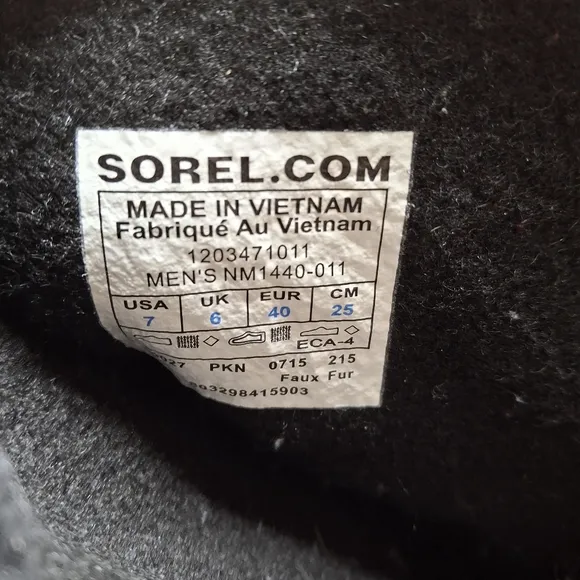 SOREL.COM
MADE IN VIETNAM
Fabriqué Au Vietnam
1203471011
MEN'S NM1440-011
USA UK EUR CM
7 6 40 25
ECA-4
PKN 0715 215
Faux Fur